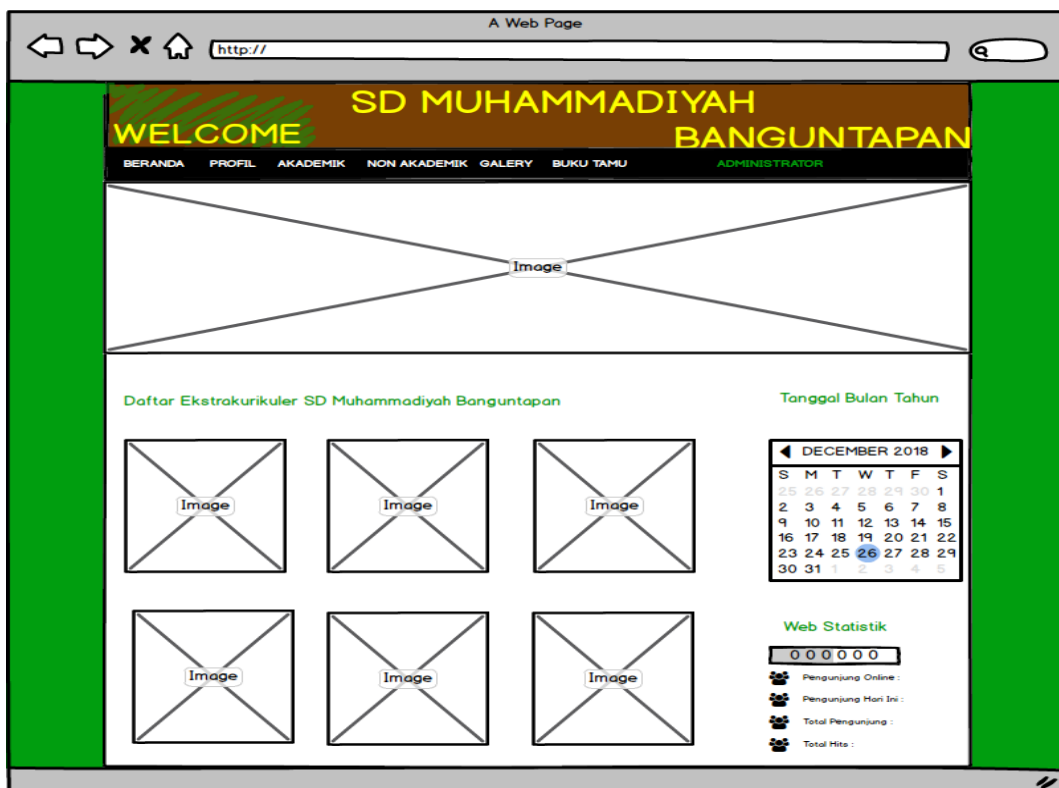 A Web Page
http://
SD MUHAMMADIYAH
WELCOME
BANGUNTAPAN
BERANDA PROFIL AKADEMIK NON AKADEMIK GALERY BUKU TAMU ADMINISTRATOR
Image
Daftar Ekstrakurikuler SD Muhammadiyah Banguntapan
Image Image Image
Image Image Image
Tanggal Bulan Tahun
DECEMBER 2018
S M T W T F S
25 26 27 28 29 30 1
2 3 4 5 6 7 8
9 10 11 12 13 14 15
16 17 18 19 20 21 22
23 24 25 26 27 28 29
30 31 1 2 3 4 5
Web Statistik
000000
Pengunjung Online :
Pengunjung Hari Ini :
Total Pengunjung :
Total Hits :